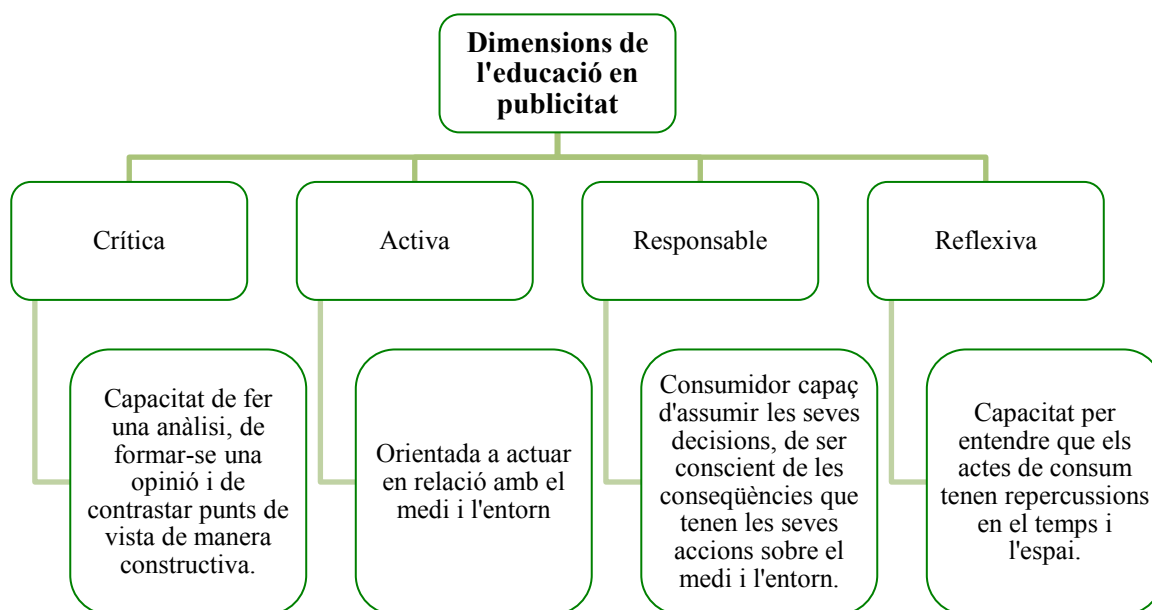 Dimensions de
l'educació en
publicitat
Crítica
Activa
Responsable
Reflexiva
Capacitat de fer
una anàlisi, de
formar-se una
opinió i de
contrastar punts de
vista de manera
constructiva.
Orientada a actuar
en relació amb el
medi i l'entorn
Consumidor capaç
d'assumir les seves
decisions, de ser
conscient de les
conseqüències que
tenen les seves
accions sobre el
medi i l'entorn.
Capacitat per
entendre que els
actes de consum
tenen repercussions
en el temps i
l'espai.